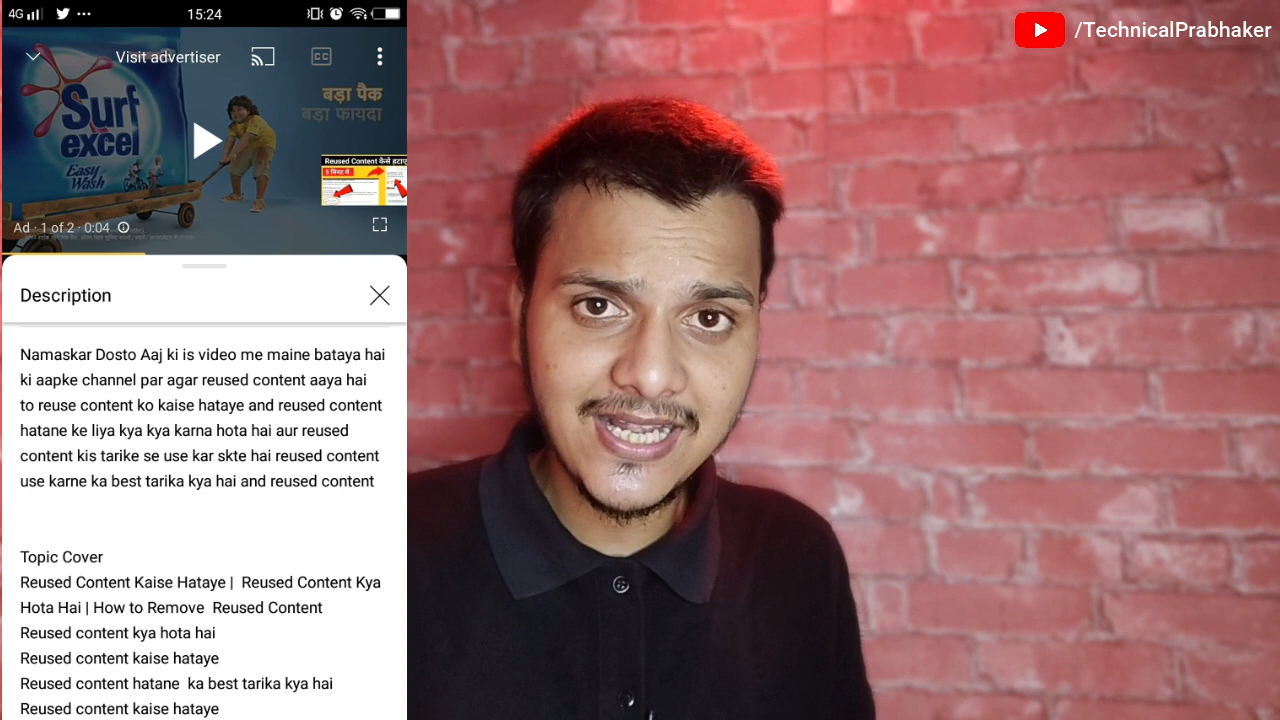 4G
15:24
/TechnicalPrabhaker
Visit advertiser
CC
Surf
excel
Easy
Wash
बड़ा पैक
बड़ा फायदा
Reused Content कैसे हटाए
5 मिनट में
Ad · 1 of 2 · 0:04
Description
Namaskar Dosto Aaj ki is video me maine bataya hai
ki aapke channel par agar reused content aaya hai
to reuse content ko kaise hataye and reused content
hatane ke liya kya kya karna hota hai aur reused
content kis tarike se use kar skte hai reused content
use karne ka best tarika kya hai and reused content
Topic Cover
Reused Content Kaise Hataye |  Reused Content Kya
Hota Hai | How to Remove  Reused Content
Reused content kya hota hai
Reused content kaise hataye
Reused content hatane  ka best tarika kya hai
Reused content kaise hataye